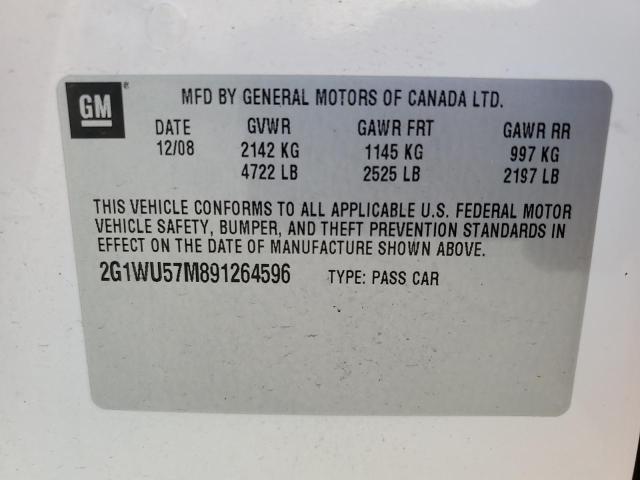 GM®
MFD BY GENERAL MOTORS OF CANADA LTD.
DATE GVWR GAWR FRT GAWR RR
12/08 2142 KG 1145 KG 997 KG
4722 LB 2525 LB 2197 LB
THIS VEHICLE CONFORMS TO ALL APPLICABLE U.S. FEDERAL MOTOR
VEHICLE SAFETY, BUMPER, AND THEFT PREVENTION STANDARDS IN
EFFECT ON THE DATE OF MANUFACTURE SHOWN ABOVE.
2G1WU57M891264596 TYPE: PASS CAR